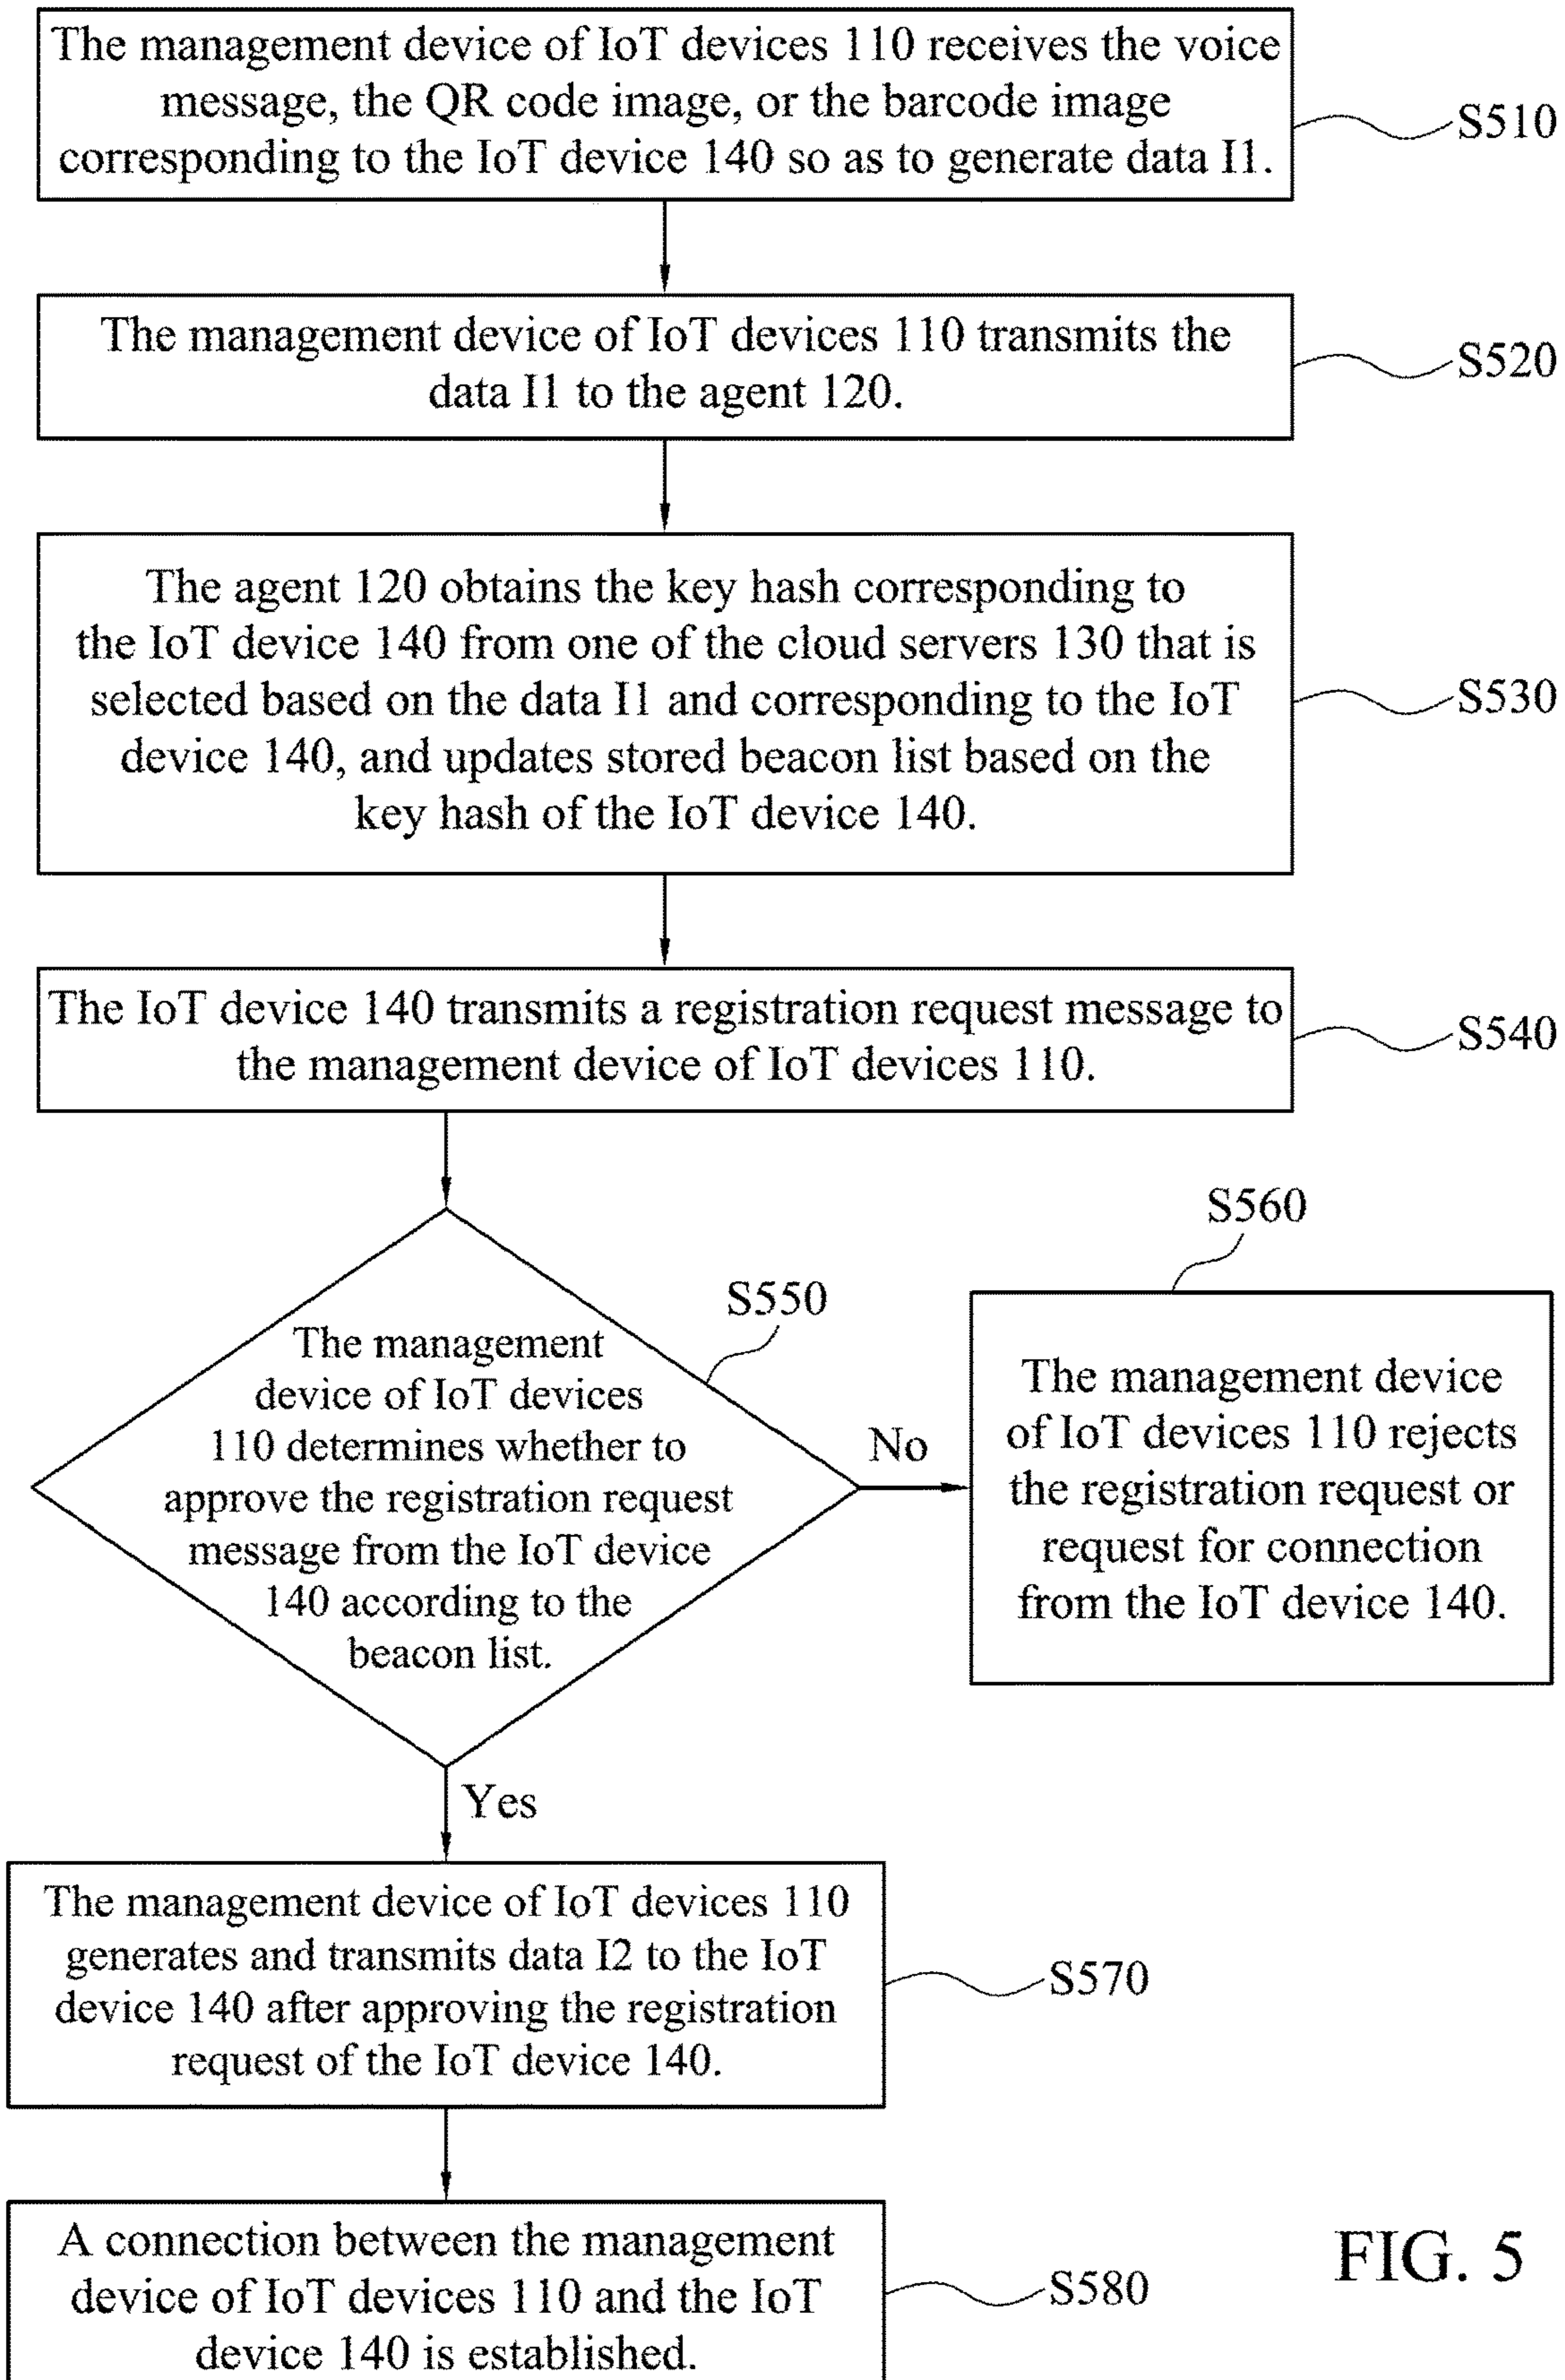 The management device of IoT devices 110 receives the voice
message, the QR code image, or the barcode image
corresponding to the IoT device 140 so as to generate data I1.
S510
The management device of IoT devices 110 transmits the
data I1 to the agent 120.
S520
The agent 120 obtains the key hash corresponding to
the IoT device 140 from one of the cloud servers 130 that is
selected based on the data I1 and corresponding to the IoT
device 140, and updates stored beacon list based on the
key hash of the IoT device 140.
S530
The IoT device 140 transmits a registration request message to
the management device of IoT devices 110.
S540
The management
device of IoT devices
110 determines whether to
approve the registration request
message from the IoT device
140 according to the
beacon list.
S550
No
S560
The management device
of IoT devices 110 rejects
the registration request or
request for connection
from the IoT device 140.
Yes
The management device of IoT devices 110
generates and transmits data I2 to the IoT
device 140 after approving the registration
request of the IoT device 140.
S570
A connection between the management
device of IoT devices 110 and the IoT
device 140 is established.
S580
FIG. 5